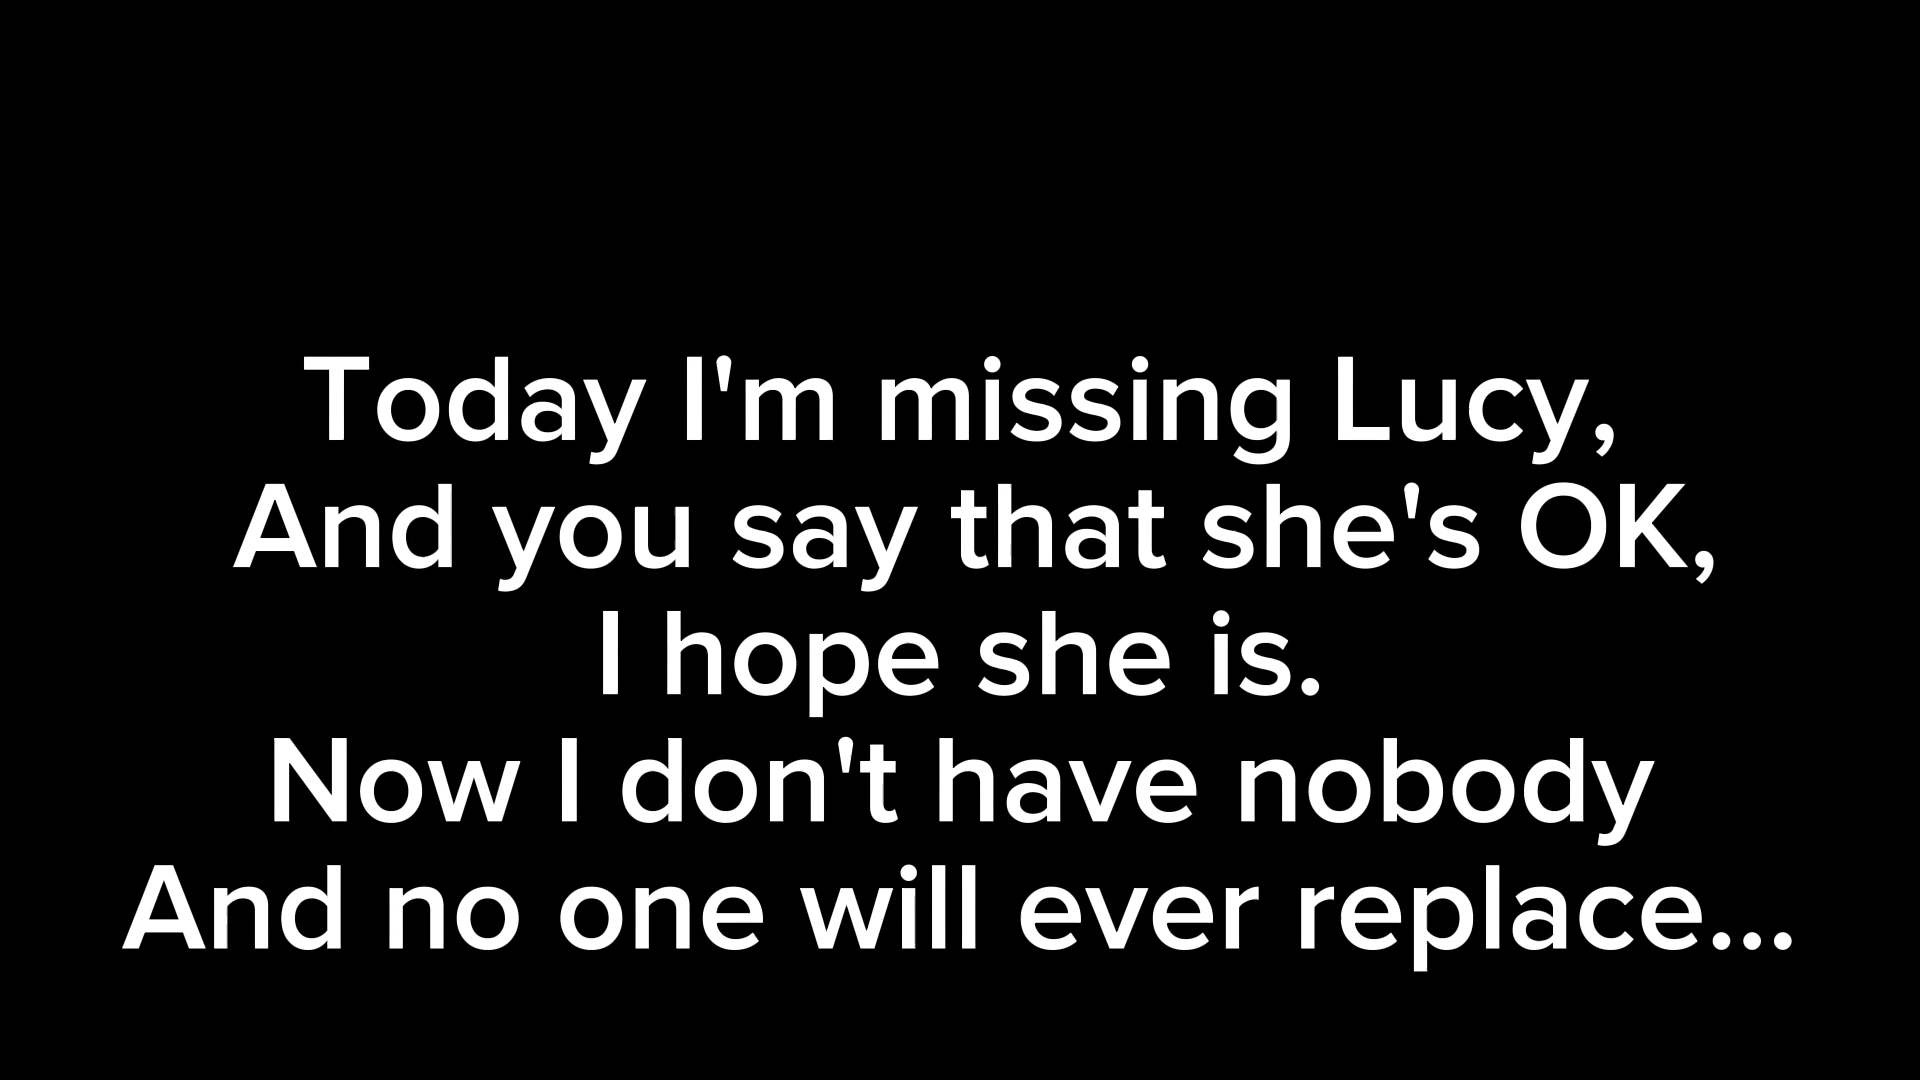 Today I'm missing Lucy,
And you say that she's OK,
I hope she is.
Now I don't have nobody
And no one will ever replace...